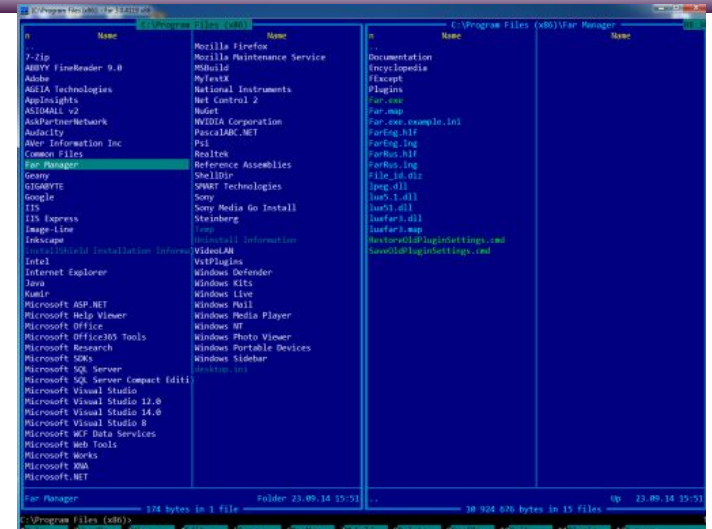 C:\Program Files (x86)
n Name Name
..
7-Zip
ABBYY FineReader 9.0
Adobe
AGEIA Technologies
AppInsights
ASIO4ALL v2
AskPartnerNetwork
Audacity
AVer Information Inc
Common Files
Far Manager
Geany
GIGABYTE
Google
IIS
IIS Express
Image-Line
Inkscape
InstallShield Installation Informa}
Intel
Internet Explorer
Java
Kumir
Microsoft ASP.NET
Microsoft Help Viewer
Microsoft Office
Microsoft Office365 Tools
Microsoft Research
Microsoft SDKs
Microsoft SQL Server
Microsoft SQL Server Compact Editi}
Microsoft Visual Studio
Microsoft Visual Studio 12.0
Microsoft Visual Studio 14.0
Microsoft Visual Studio 8
Microsoft WCF Data Services
Microsoft Web Tools
Microsoft Works
Microsoft XNA
Microsoft.NET
Mozilla Firefox
Mozilla Maintenance Service
MSBuild
MyTestX
National Instruments
Net Control 2
NuGet
NVIDIA Corporation
PascalABC.NET
Psi
Realtek
Reference Assemblies
ShellDir
SMART Technologies
Sony
Sony Media Go Install
Steinberg
Temp
Uninstall Information
VideoLAN
VstPlugins
Windows Defender
Windows Kits
Windows Live
Windows Mail
Windows Media Player
Windows NT
Windows Photo Viewer
Windows Portable Devices
Windows Sidebar
desktop.ini
Far Manager Folder 23.09.14 15:51
174 bytes in 1 file
C:\Program Files (x86)\Far Manager
n Name Name
..
Documentation
Encyclopedia
FExcept
Plugins
Far.exe
Far.map
Far.exe.example.ini
FarEng.hlf
FarEng.lng
FarRus.hlf
FarRus.lng
File_id.diz
lpeg.dll
lua5.1.dll
lua51.dll
luafar3.dll
luafar3.map
RestoreOldPluginSettings.cmd
SaveOldPluginSettings.cmd
.. Up 23.09.14 15:51
10 924 676 bytes in 15 files
C:\Program Files (x86)>